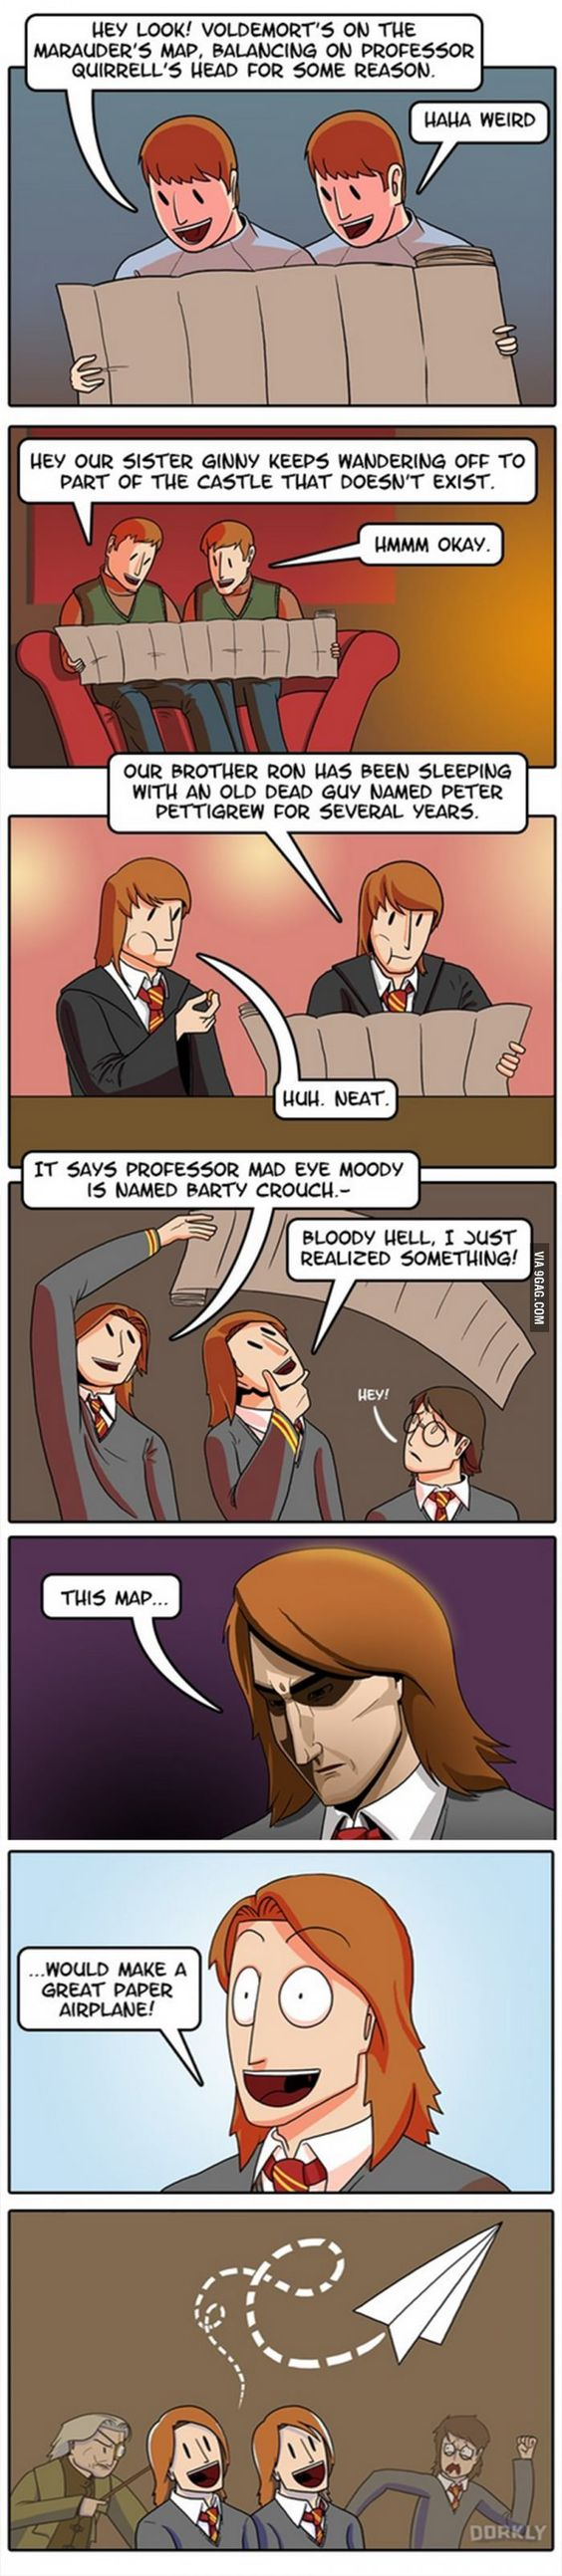 HEY LOOK! VOLDEMORT'S ON THE
MARAUDER'S MAP, BALANCING ON PROFESSOR
QUIRRELL'S HEAD FOR SOME REASON.
HAHA WEIRD
HEY OUR SISTER GINNY KEEPS WANDERING OFF TO
PART OF THE CASTLE THAT DOESN'T EXIST.
HMMM OKAY.
OUR BROTHER RON HAS BEEN SLEEPING
WITH AN OLD DEAD GUY NAMED PETER
PETTIGREW FOR SEVERAL YEARS.
HUH. NEAT.
IT SAYS PROFESSOR MAD EYE MOODY
IS NAMED BARTY CROUCH.-
BLOODY HELL, I JUST
REALIZED SOMETHING!
VIA 9GAG.COM
HEY!
THIS MAP...
...WOULD MAKE A
GREAT PAPER
AIRPLANE!
DORKLY